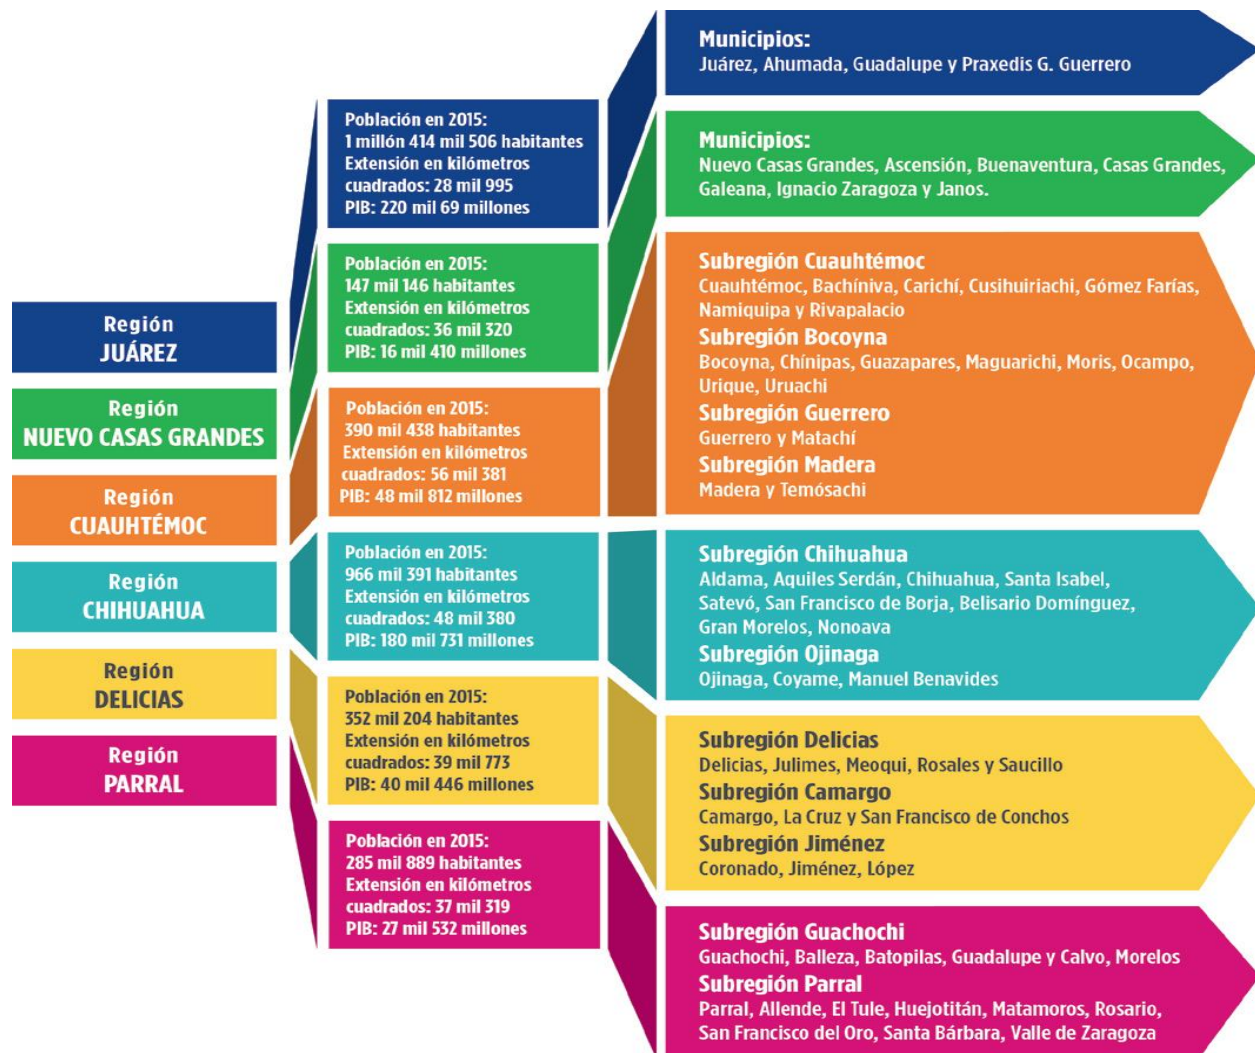 Región
JUÁREZ
Región
NUEVO CASAS GRANDES
Región
CUAUHTÉMOC
Región
CHIHUAHUA
Región
DELICIAS
Región
PARRAL
Población en 2015:
1 millón 414 mil 506 habitantes
Extensión en kilómetros
cuadrados: 28 mil 995
PIB: 220 mil 69 millones
Población en 2015:
147 mil 146 habitantes
Extensión en kilómetros
cuadrados: 36 mil 320
PIB: 16 mil 410 millones
Población en 2015:
390 mil 438 habitantes
Extensión en kilómetros
cuadrados: 56 mil 381
PIB: 48 mil 812 millones
Población en 2015:
966 mil 391 habitantes
Extensión en kilómetros
cuadrados: 48 mil 380
PIB: 180 mil 731 millones
Población en 2015:
352 mil 204 habitantes
Extensión en kilómetros
cuadrados: 39 mil 773
PIB: 40 mil 446 millones
Población en 2015:
285 mil 889 habitantes
Extensión en kilómetros
cuadrados: 37 mil 319
PIB: 27 mil 532 millones
Municipios:
Juárez, Ahumada, Guadalupe y Praxedis G. Guerrero
Municipios:
Nuevo Casas Grandes, Ascensión, Buenaventura, Casas Grandes,
Galeana, Ignacio Zaragoza y Janos.
Subregión Cuauhtémoc
Cuauhtémoc, Bachíniva, Carichí, Cusihuiriachi, Gómez Farías,
Namiquipa y Rivapalacio
Subregión Bocoyna
Bocoyna, Chínipas, Guazapares, Maguarichi, Moris, Ocampo,
Urique, Uruachi
Subregión Guerrero
Guerrero y Matachí
Subregión Madera
Madera y Temósachi
Subregión Chihuahua
Aldama, Aquiles Serdán, Chihuahua, Santa Isabel,
Satevó, San Francisco de Borja, Belisario Domínguez,
Gran Morelos, Nonoava
Subregión Ojinaga
Ojinaga, Coyame, Manuel Benavides
Subregión Delicias
Delicias, Julimes, Meoqui, Rosales y Saucillo
Subregión Camargo
Camargo, La Cruz y San Francisco de Conchos
Subregión Jiménez
Coronado, Jiménez, López
Subregión Guachochi
Guachochi, Balleza, Batopilas, Guadalupe y Calvo, Morelos
Subregión Parral
Parral, Allende, El Tule, Huejotitán, Matamoros, Rosario,
San Francisco del Oro, Santa Bárbara, Valle de Zaragoza